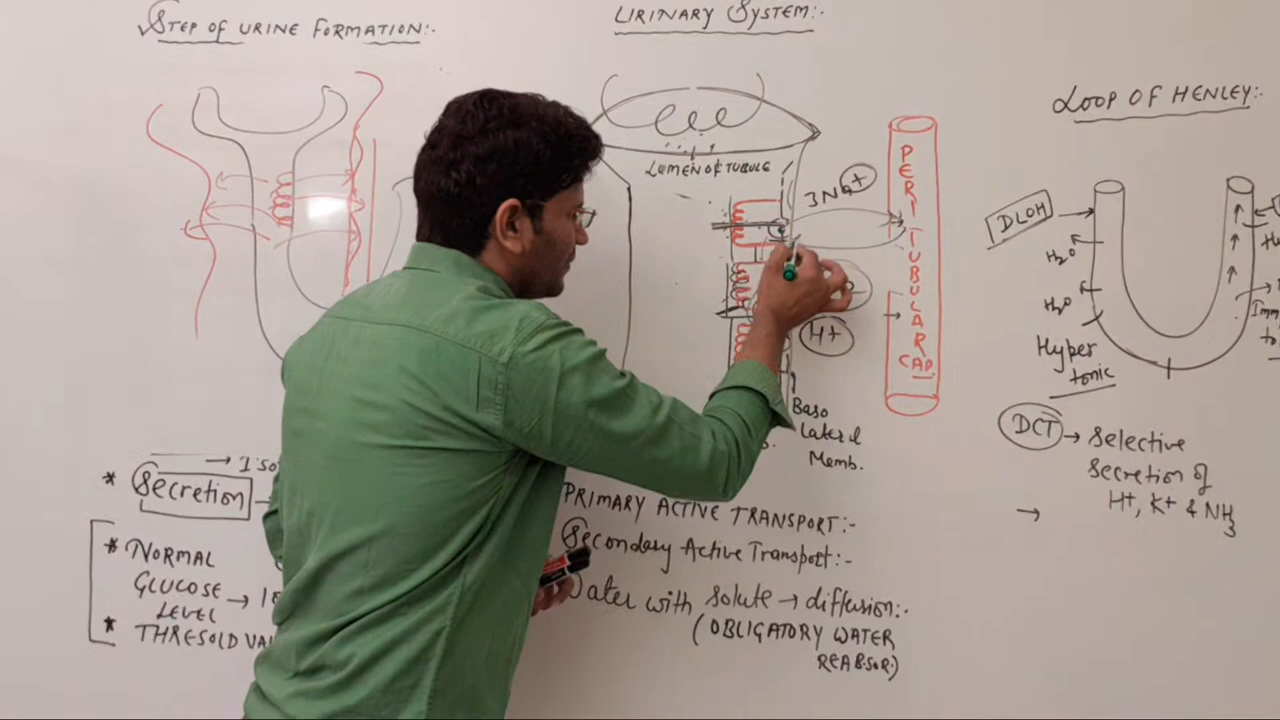 STEP OF URINE FORMATION:-
URINARY SYSTEM:-
LOOP OF HENLEY:-
LUMEN OF TUBULE
3Na+
H+
PERI TUBULAR CAP.
Baso
lateral
Memb.
DLOH
H2O
H2O
Hyper
tonic
DCT → Selective
Secretion of
H+, K+ & NH3
→
* Secretion
* NORMAL
GLUCOSE
LEVEL →
* THRESOLD
PRIMARY ACTIVE TRANSPORT:-
Secondary Active Transport:-
with Solute → diffusion:-
(OBLIGATORY WATER
REABSOR.)